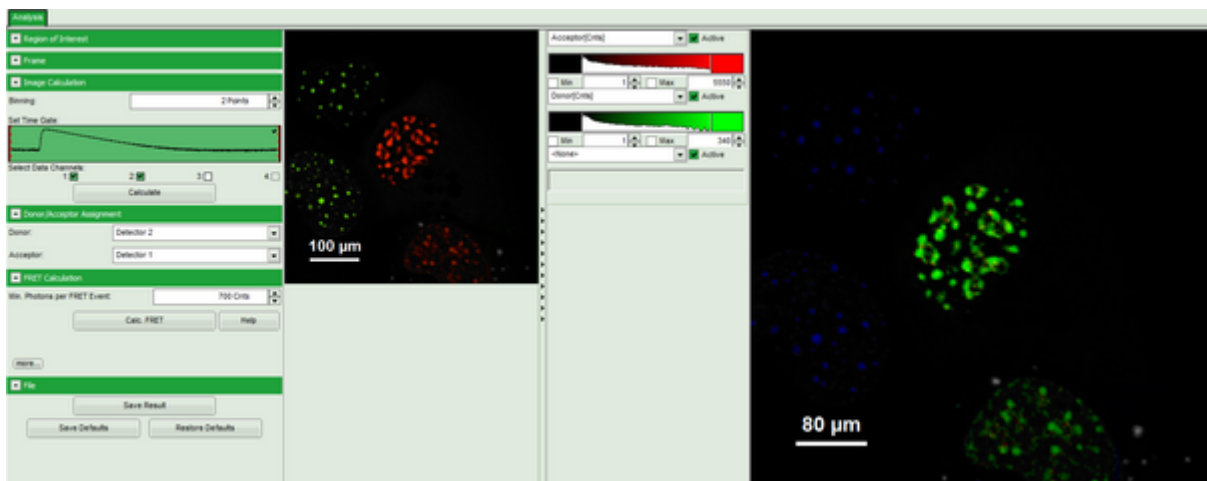 Analysis
Region of Interest
Frame
Image Calculation
Binning: 2 Points
Set Time Gate:
Select Data Channels:
1 2 3 4
Calculate
Donor/Acceptor Assignment
Donor: Detector 2
Acceptor: Detector 1
FRET Calculation
Min. Photons per FRET Event: 700 Cnts
Calc. FRET Help
more...
File
Save Result
Save Defaults Restore Defaults
100 µm
Acceptor[Cnts] Active
Min 1 Max
Donor[Cnts] Active
Min 1 Max 340
<None> Active
80 µm